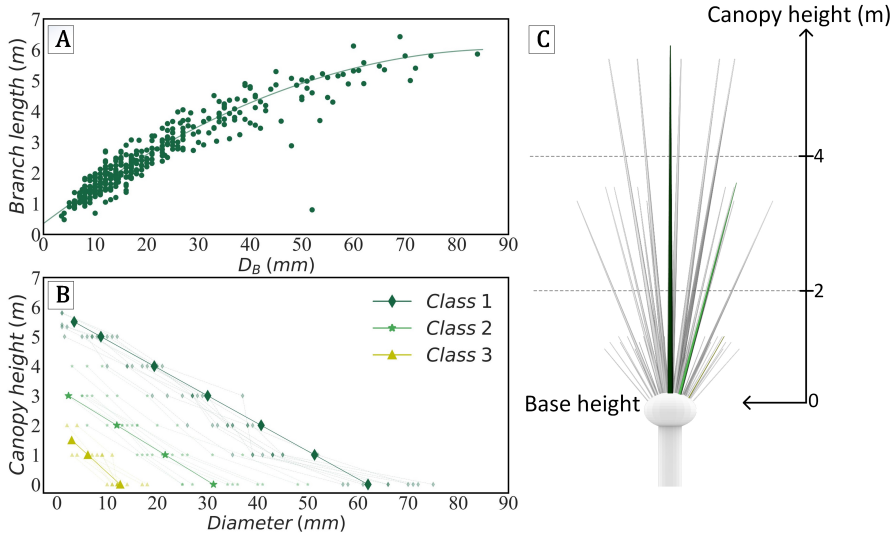 A
7
6
5
4
3
2
1
0
Branch length (m)
0 10 20 30 40 50 60 70 80 90
D_B (mm)
B
7
6
5
4
3
2
1
0
Canopy height (m)
Class 1
Class 2
Class 3
0 10 20 30 40 50 60 70 80 90
Diameter (mm)
C
Canopy height (m)
4
2
0
Base height